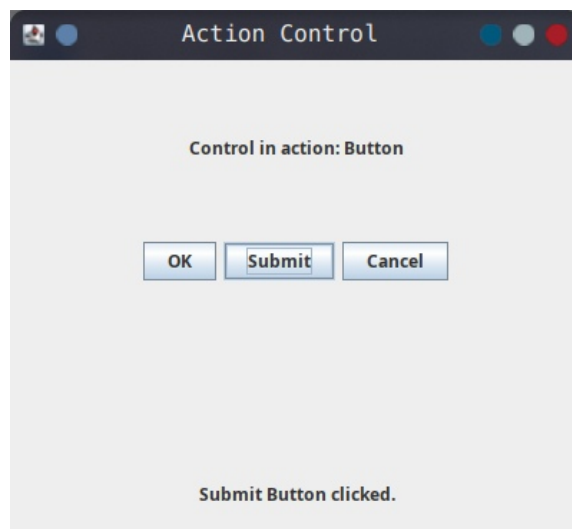 Action Control
Control in action: Button
OK Submit Cancel
Submit Button clicked.